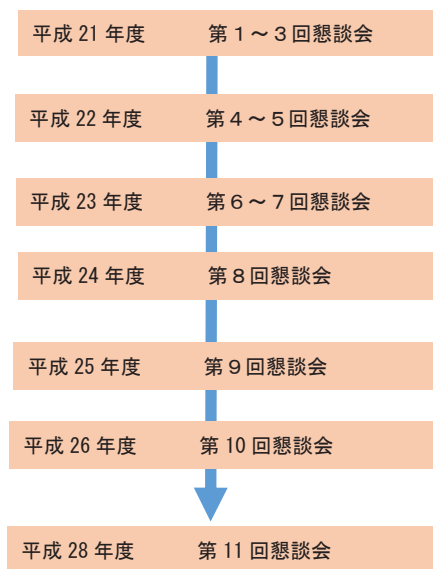 平成 21 年度　第１～３回懇談会
平成 22 年度　第４～５回懇談会
平成 23 年度　第６～７回懇談会
平成 24 年度　第８回懇談会
平成 25 年度　第９回懇談会
平成 26 年度　第 10 回懇談会
平成 28 年度　第 11 回懇談会